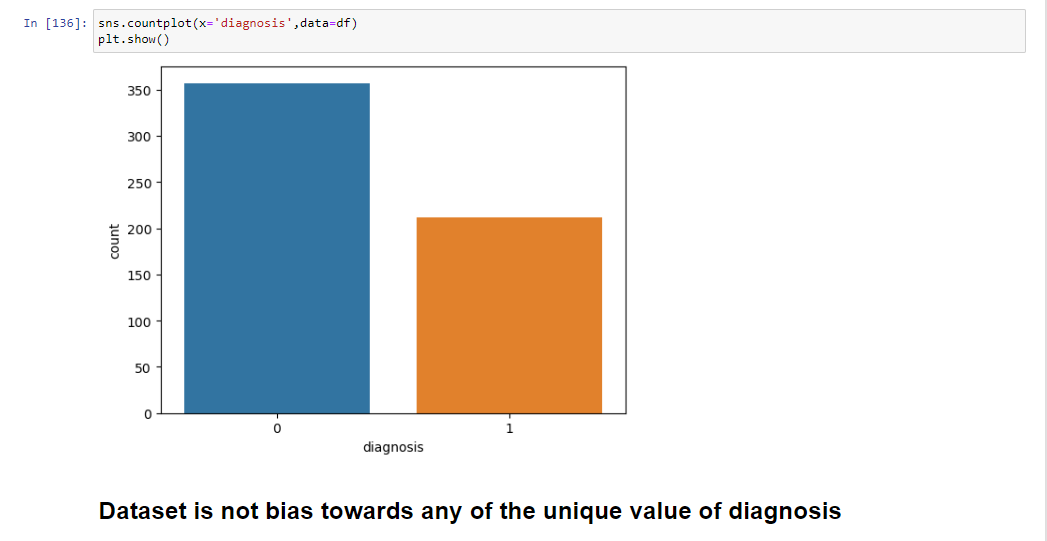 In [136]: sns.countplot(x='diagnosis',data=df)
plt.show()
350
300
250
200
150
100
50
0
count
0 1
diagnosis
Dataset is not bias towards any of the unique value of diagnosis